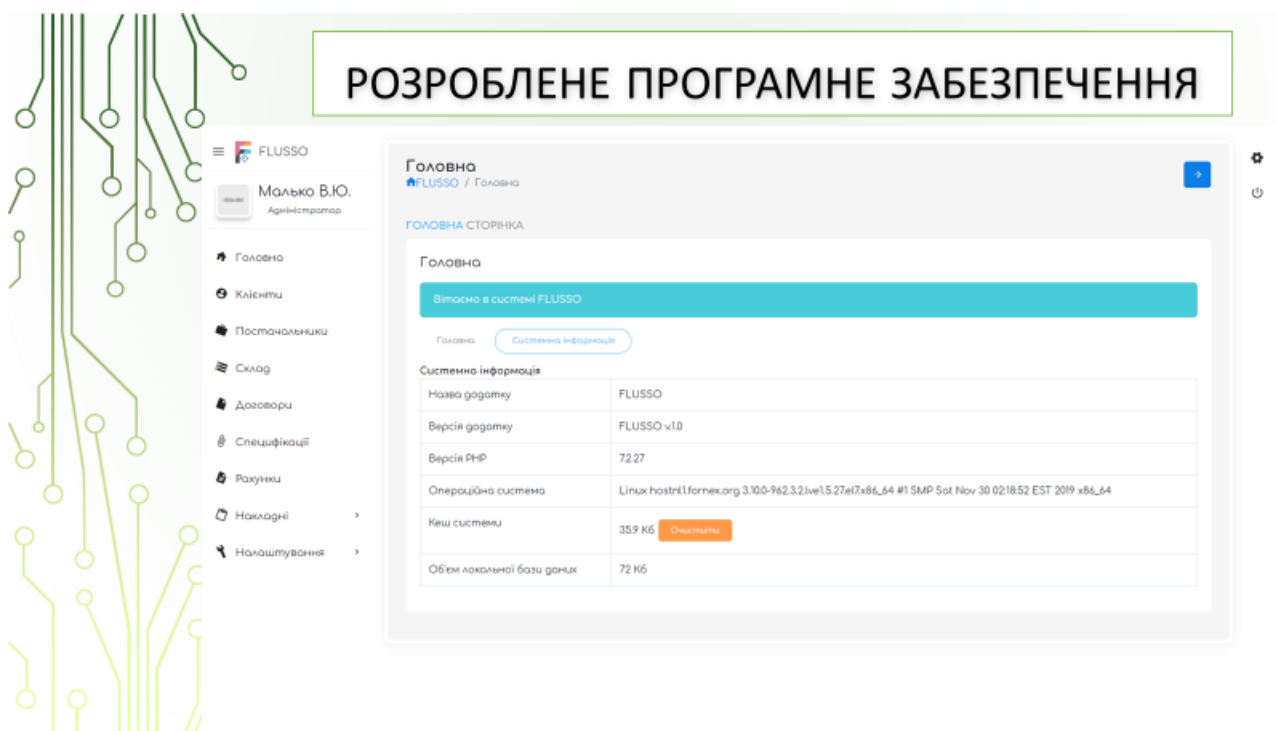 РОЗРОБЛЕНЕ ПРОГРАМНЕ ЗАБЕЗПЕЧЕННЯ
FLUSSO
Малько В.Ю.
Адміністратор
Головна
Клієнти
Постачальники
Склад
Договори
Специфікації
Рахунки
Накладні
Налаштування
Головна
FLUSSO / Головна
ГОЛОВНА СТОРІНКА
Головна
Вітаємо в системі FLUSSO
Головна Системна інформація
Системна інформація
Назва додатку FLUSSO
Версія додатку FLUSSO v.1.0
Версія PHP 7.2.27
Операційна система Linux hostnl1.fornex.org 3.10.0-962.3.2.lve1.5.27.el7.x86_64 #1 SMP Sat Nov 30 02:18:52 EST 2019 x86_64
Кеш системи 35.9 Кб Очистити
Об'єм локальної бази даних 72 Кб